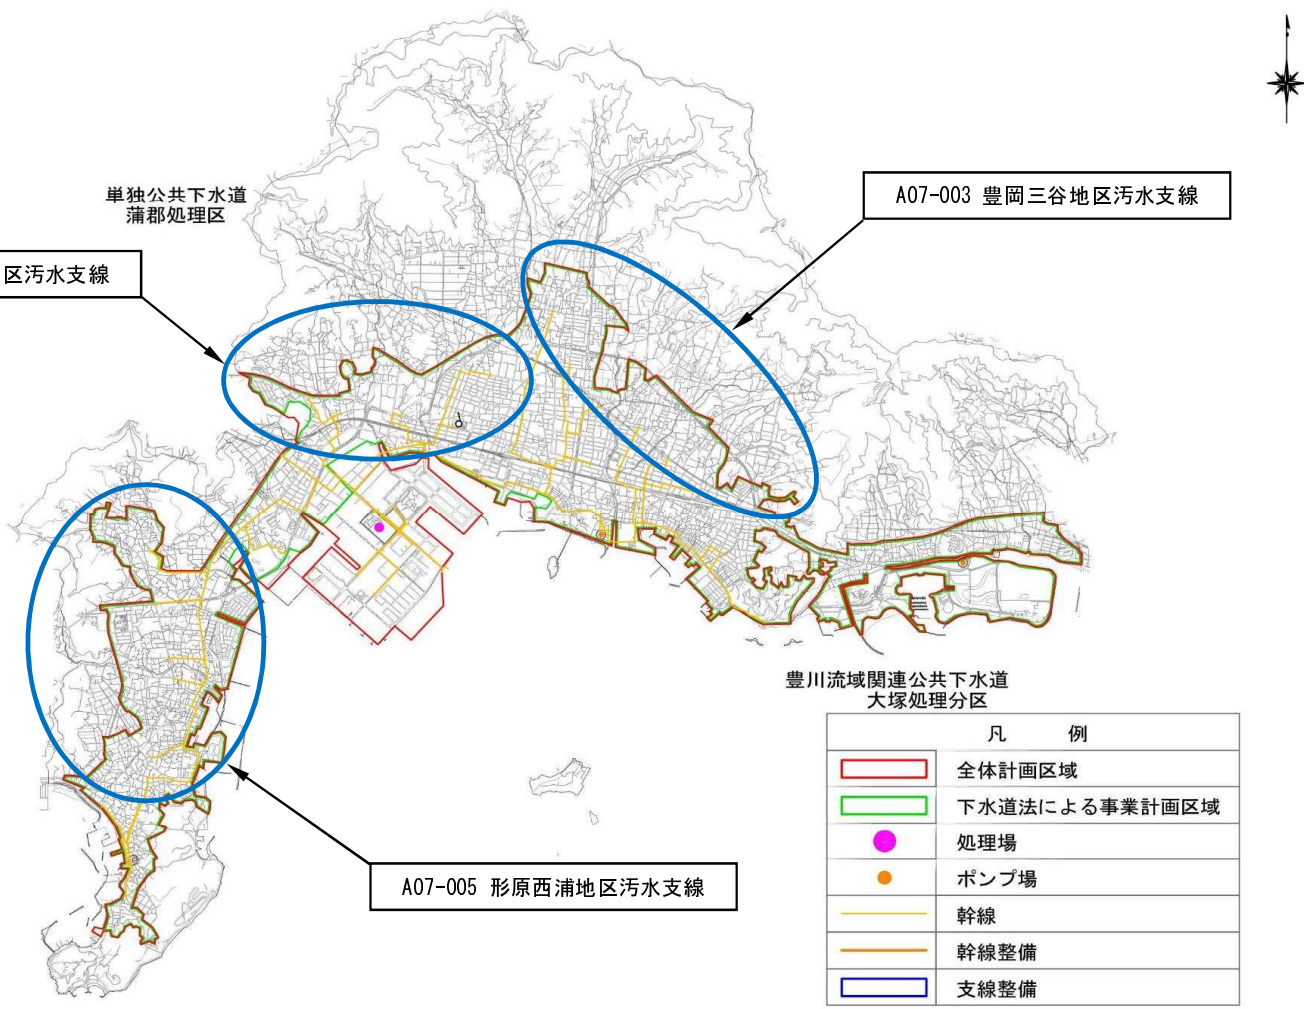 単独公共下水道
蒲郡処理区
A07-003 豊岡三谷地区汚水支線
区汚水支線
A07-005 形原西浦地区汚水支線
豊川流域関連公共下水道
大塚処理分区
凡 例
全体計画区域
下水道法による事業計画区域
処理場
ポンプ場
幹線
幹線整備
支線整備